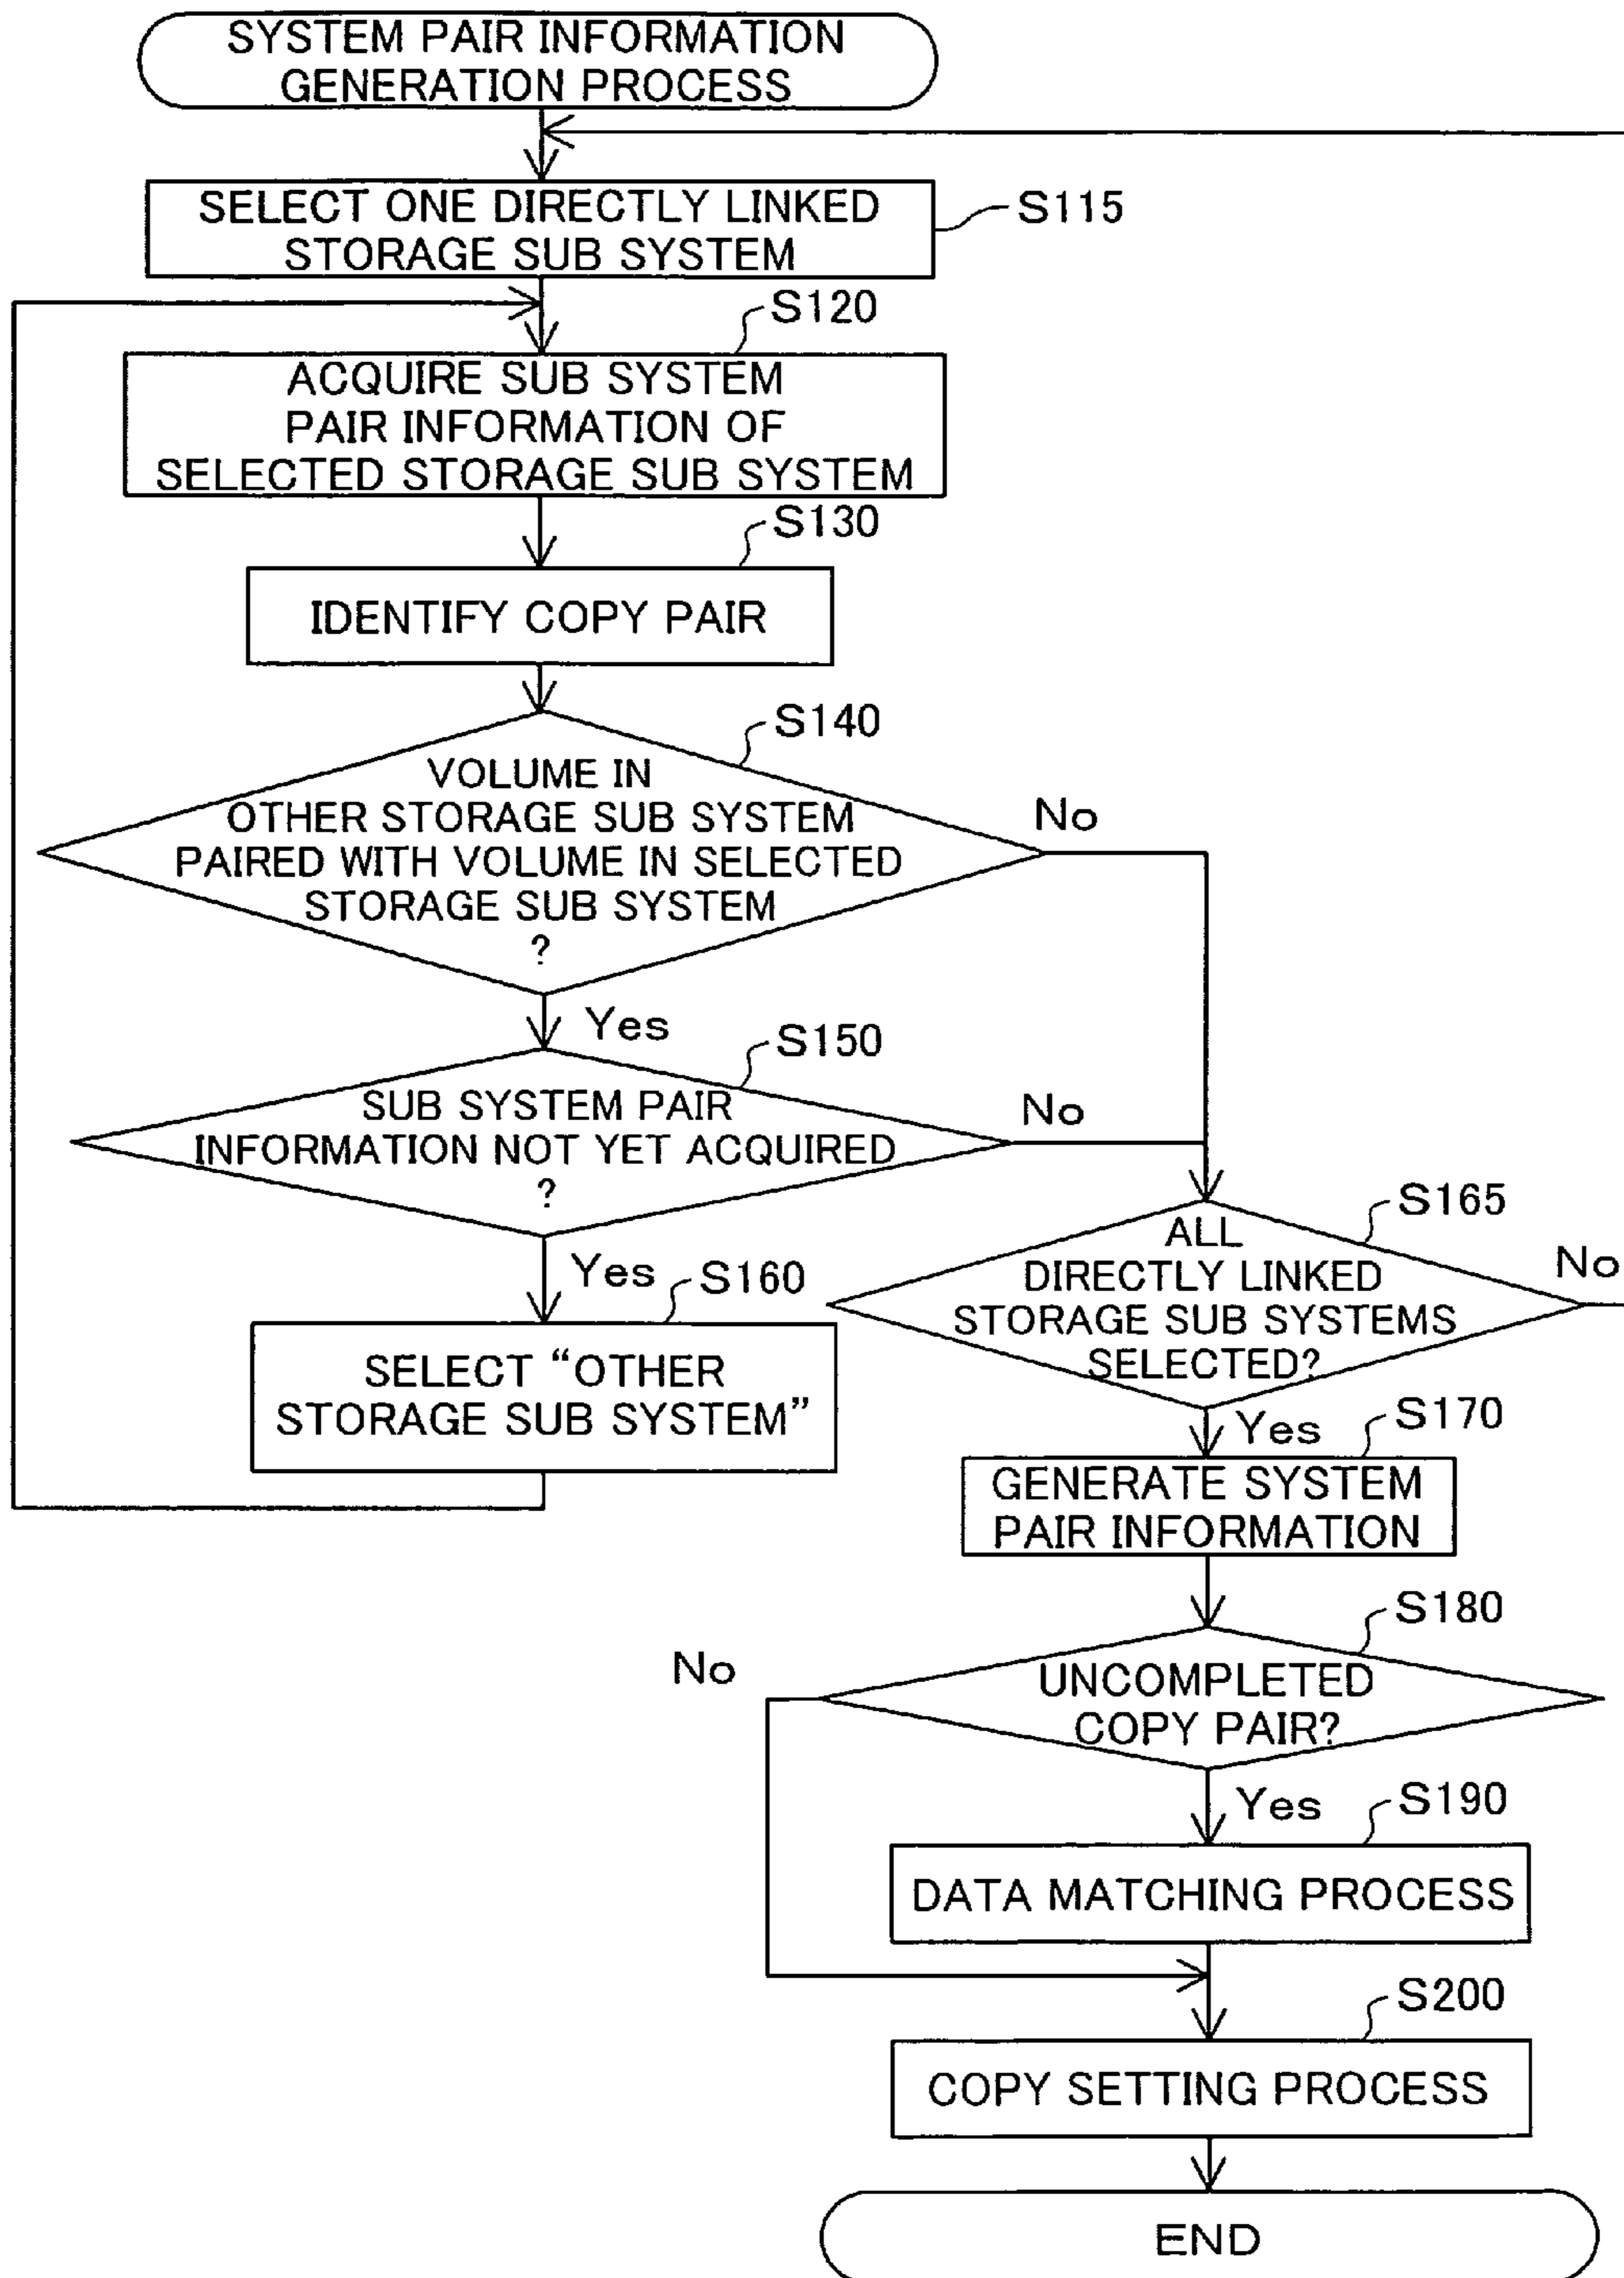 SYSTEM PAIR INFORMATION
GENERATION PROCESS
SELECT ONE DIRECTLY LINKED
STORAGE SUB SYSTEM
S115
S120
ACQUIRE SUB SYSTEM
PAIR INFORMATION OF
SELECTED STORAGE SUB SYSTEM
S130
IDENTIFY COPY PAIR
S140
VOLUME IN
OTHER STORAGE SUB SYSTEM
PAIRED WITH VOLUME IN SELECTED
STORAGE SUB SYSTEM
?
No
Yes
S150
SUB SYSTEM PAIR
INFORMATION NOT YET ACQUIRED
?
No
Yes
S160
SELECT “OTHER
STORAGE SUB SYSTEM”
S165
ALL
DIRECTLY LINKED
STORAGE SUB SYSTEMS
SELECTED?
No
Yes
S170
GENERATE SYSTEM
PAIR INFORMATION
S180
UNCOMPLETED
COPY PAIR?
No
Yes
S190
DATA MATCHING PROCESS
S200
COPY SETTING PROCESS
END